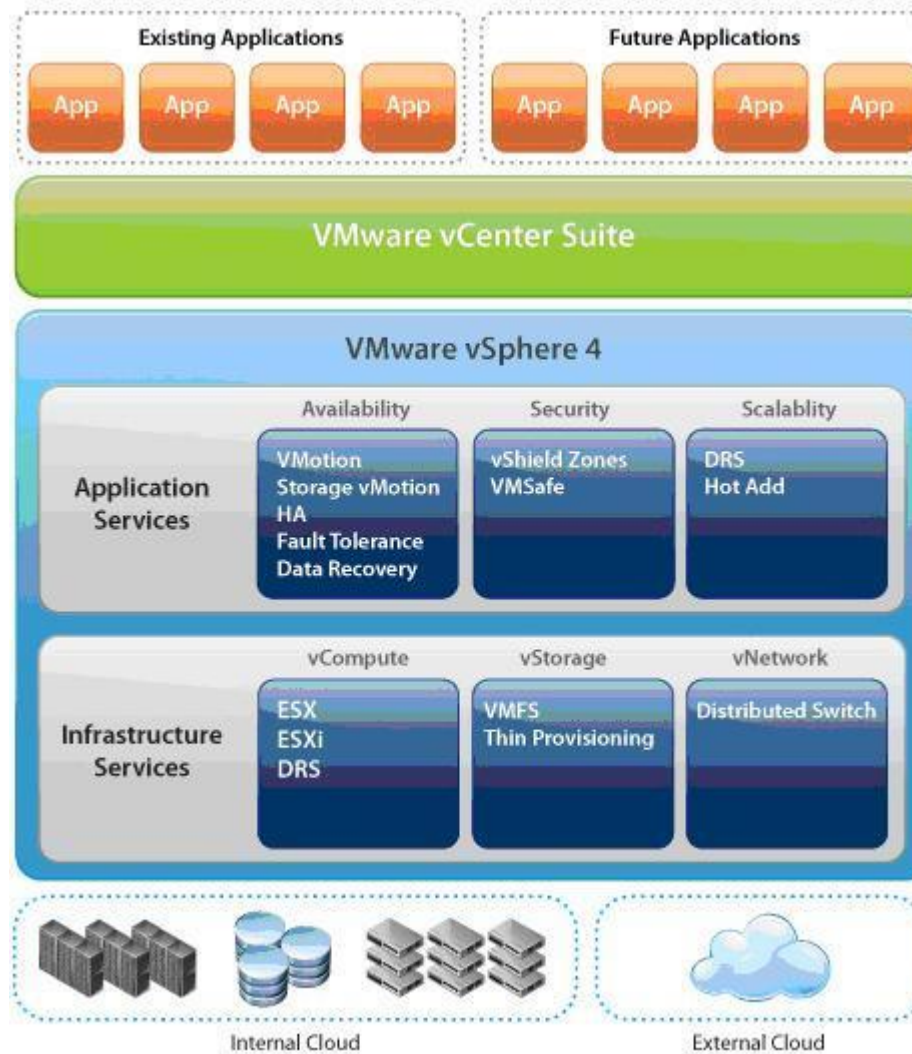 Existing Applications
Future Applications
App App App App
App App App App
VMware vCenter Suite
VMware vSphere 4
Application
Services
Availability
VMotion
Storage vMotion
HA
Fault Tolerance
Data Recovery
Security
vShield Zones
VMSafe
Scalablity
DRS
Hot Add
Infrastructure
Services
vCompute
ESX
ESXi
DRS
vStorage
VMFS
Thin Provisioning
vNetwork
Distributed Switch
Internal Cloud
External Cloud